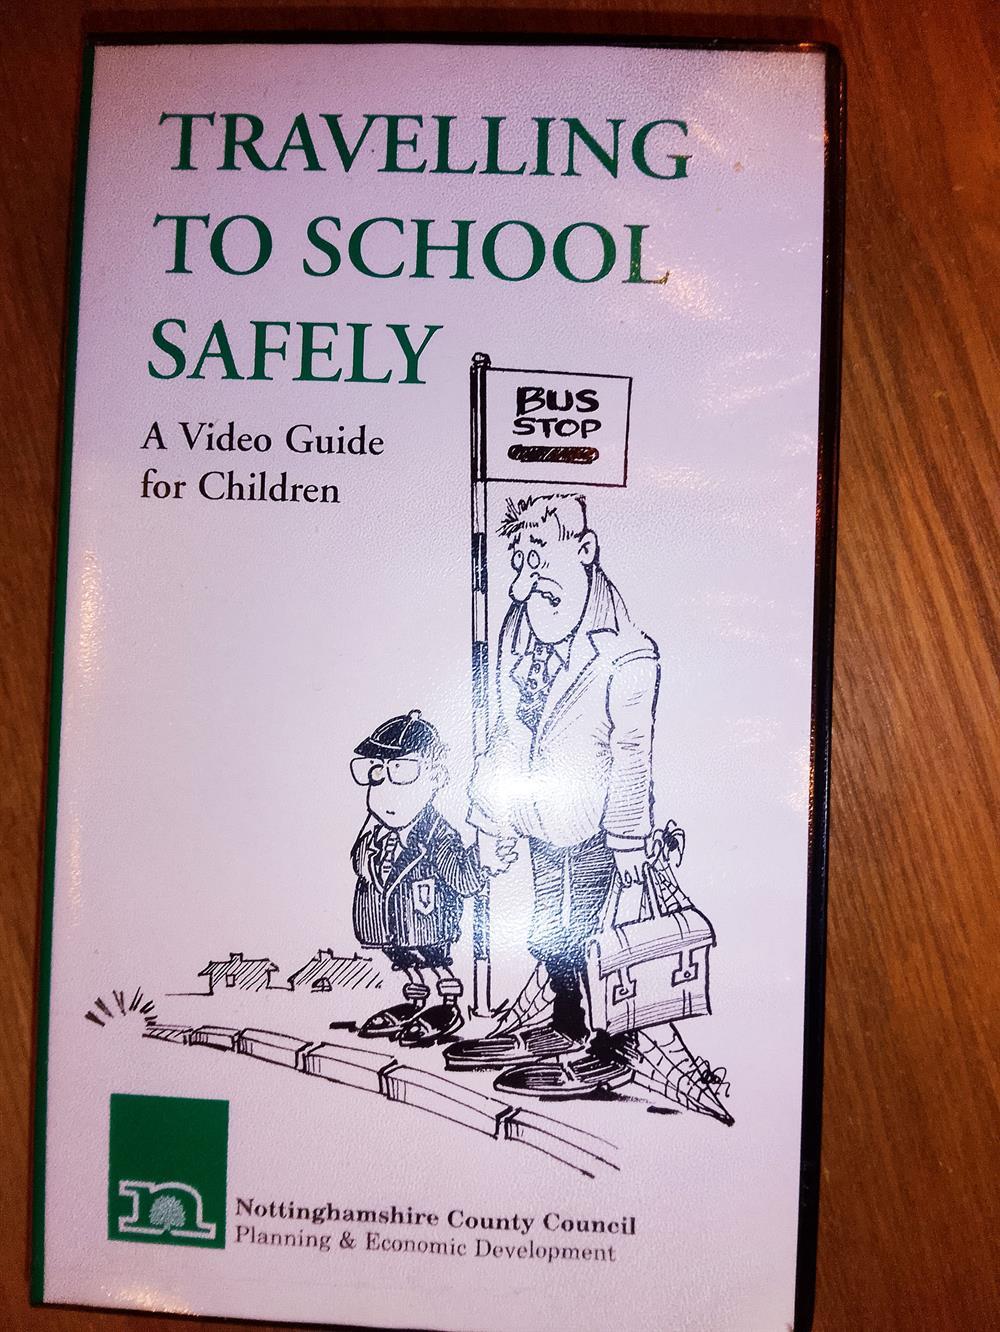 TRAVELLING
TO SCHOOL
SAFELY
A Video Guide
for Children
BUS
STOP
n
Nottinghamshire County Council
Planning & Economic Development